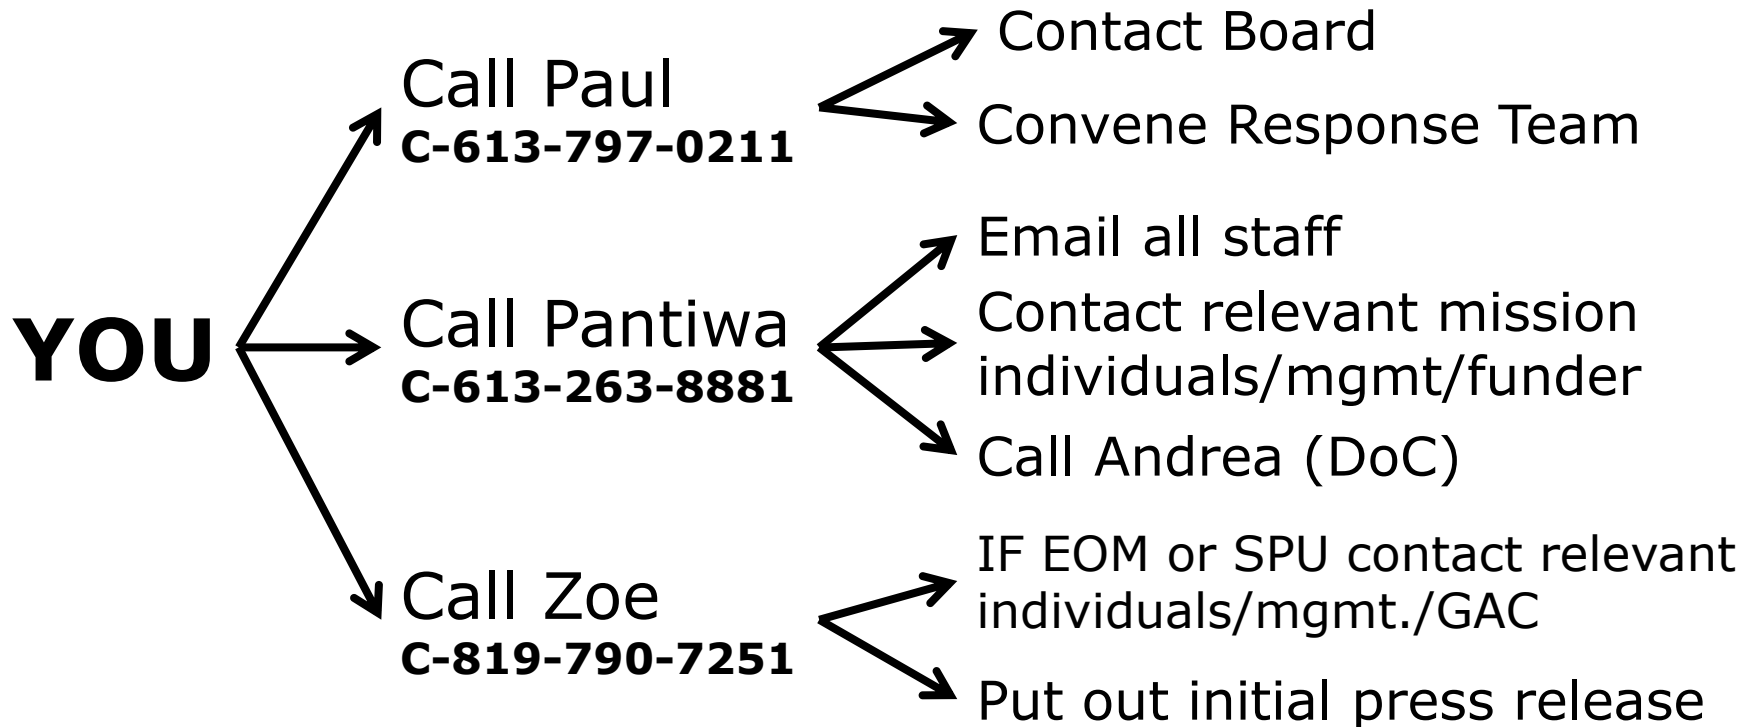 YOU
Call Paul
C-613-797-0211
Contact Board
Convene Response Team
Call Pantiwa
C-613-263-8881
Email all staff
Contact relevant mission
individuals/mgmt/funder
Call Andrea (DoC)
Call Zoe
C-819-790-7251
IF EOM or SPU contact relevant
individuals/mgmt./GAC
Put out initial press release